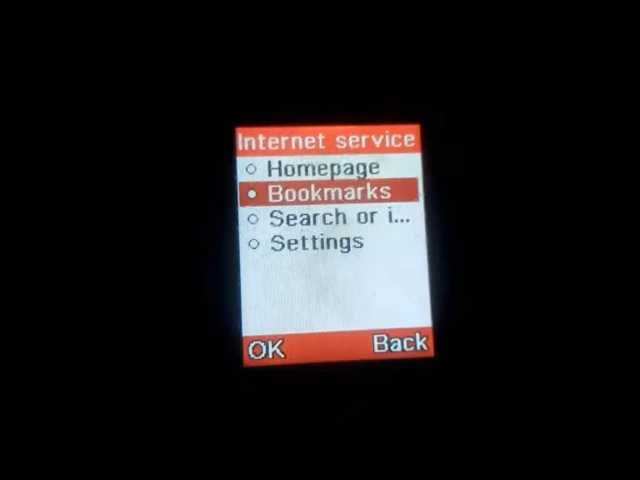 Internet service
Homepage
Bookmarks
Search or i...
Settings
OK Back